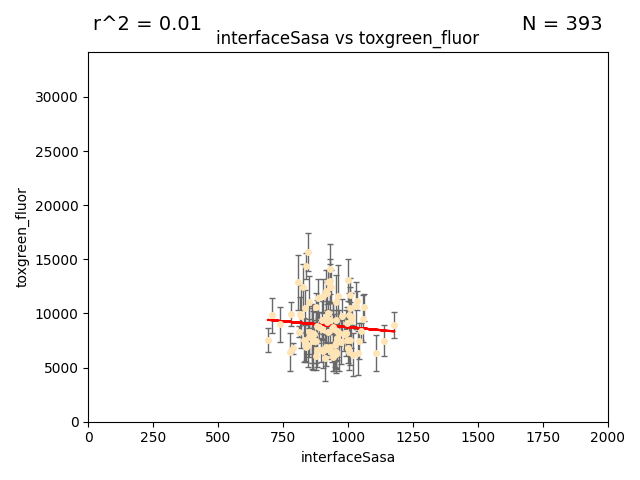 r^2 = 0.01
N = 393
interfaceSasa vs toxgreen_fluor
30000
25000
20000
15000
10000
5000
0
toxgreen_fluor
0 250 500 750 1000 1250 1500 1750 2000
interfaceSasa